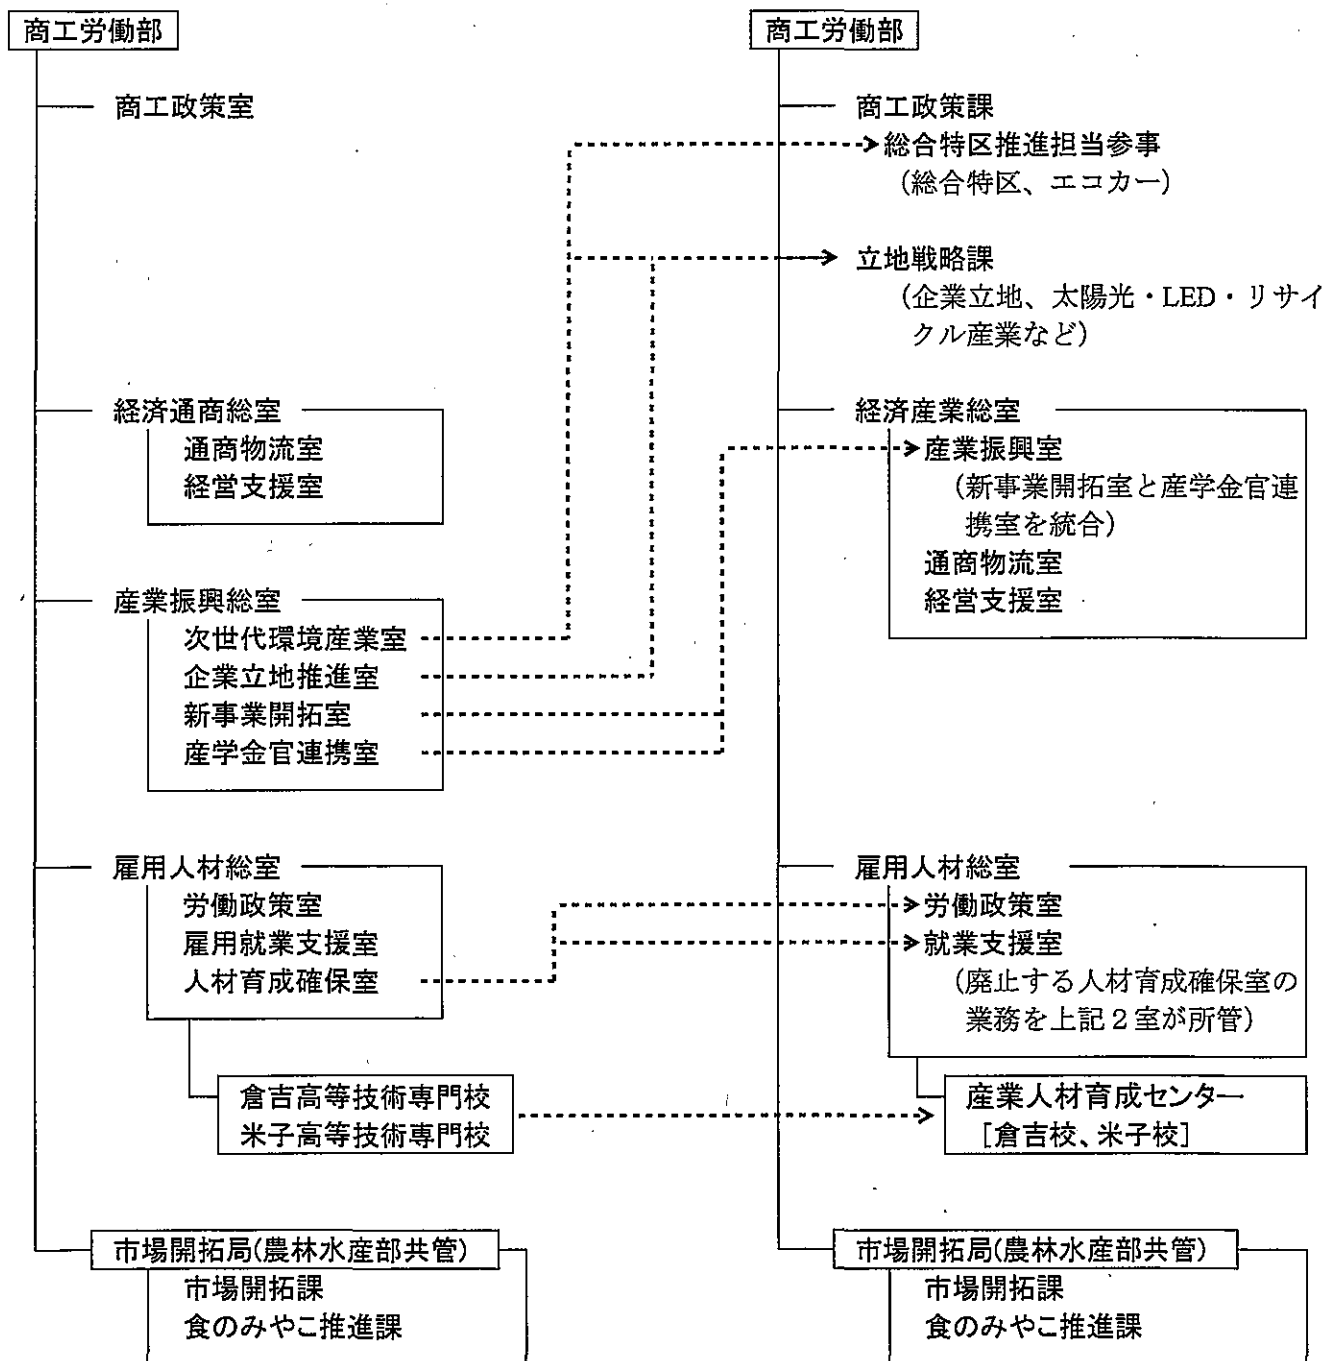 商工労働部
商工政策室
経済通商総室
通商物流室
経営支援室
産業振興総室
次世代環境産業室
企業立地推進室
新事業開拓室
産学金官連携室
雇用人材総室
労働政策室
雇用就業支援室
人材育成確保室
倉吉高等技術専門校
米子高等技術専門校
市場開拓局(農林水産部共管)
市場開拓課
食のみやこ推進課
商工労働部
商工政策課
総合特区推進担当参事
(総合特区、エコカー)
立地戦略課
(企業立地、太陽光・LED・リサイ
クル産業など)
経済産業総室
産業振興室
(新事業開拓室と産学金官連
携室を統合)
通商物流室
経営支援室
雇用人材総室
労働政策室
就業支援室
(廃止する人材育成確保室の
業務を上記2室が所管)
産業人材育成センター
[倉吉校、米子校]
市場開拓局(農林水産部共管)
市場開拓課
食のみやこ推進課